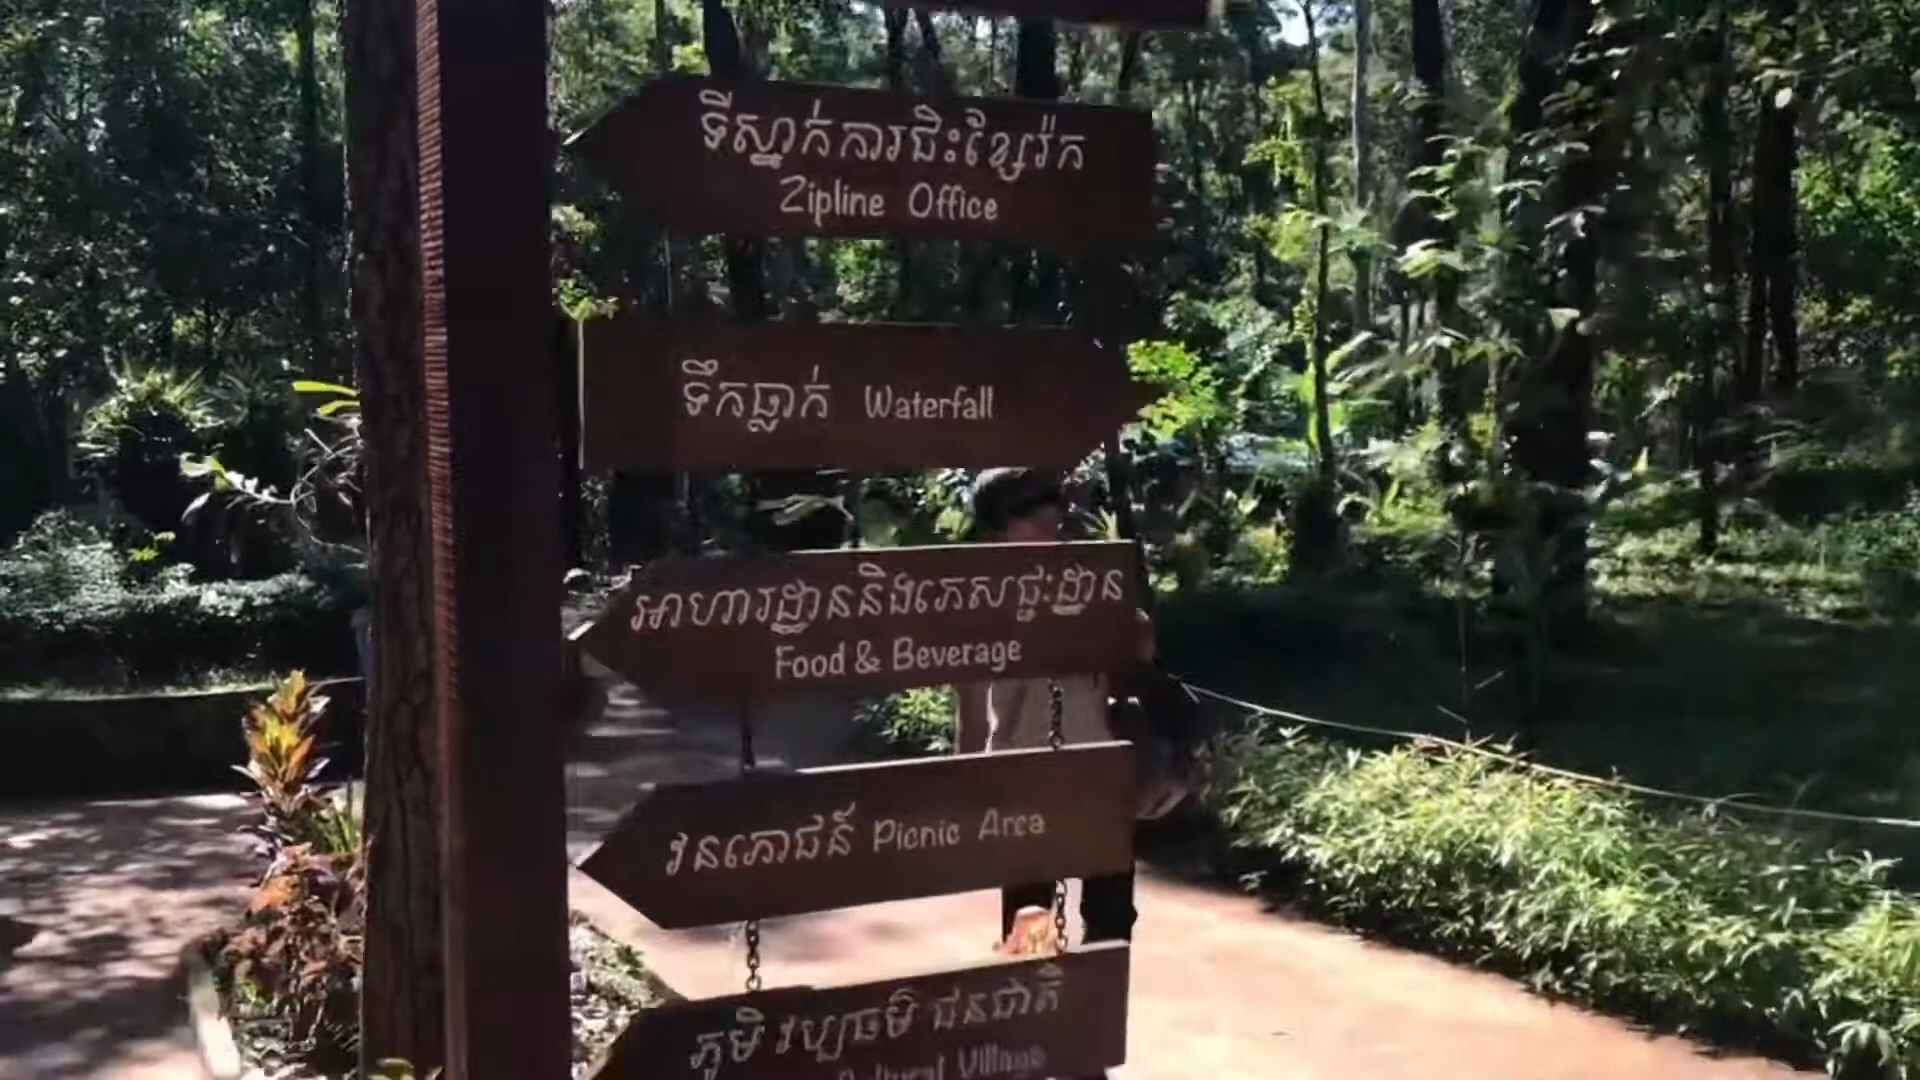 ទីស្នាក់ការជិះខ្សែរ៉ក
Zipline Office
ទឹកធ្លាក់ Waterfall
អាហារដ្ឋាននិងភេសជ្ជៈដ្ឋាន
Food & Beverage
វនភោជន៍ Picnic Area
ភូមិ វប្បធម៌ ជនជាតិ
Cultural Village